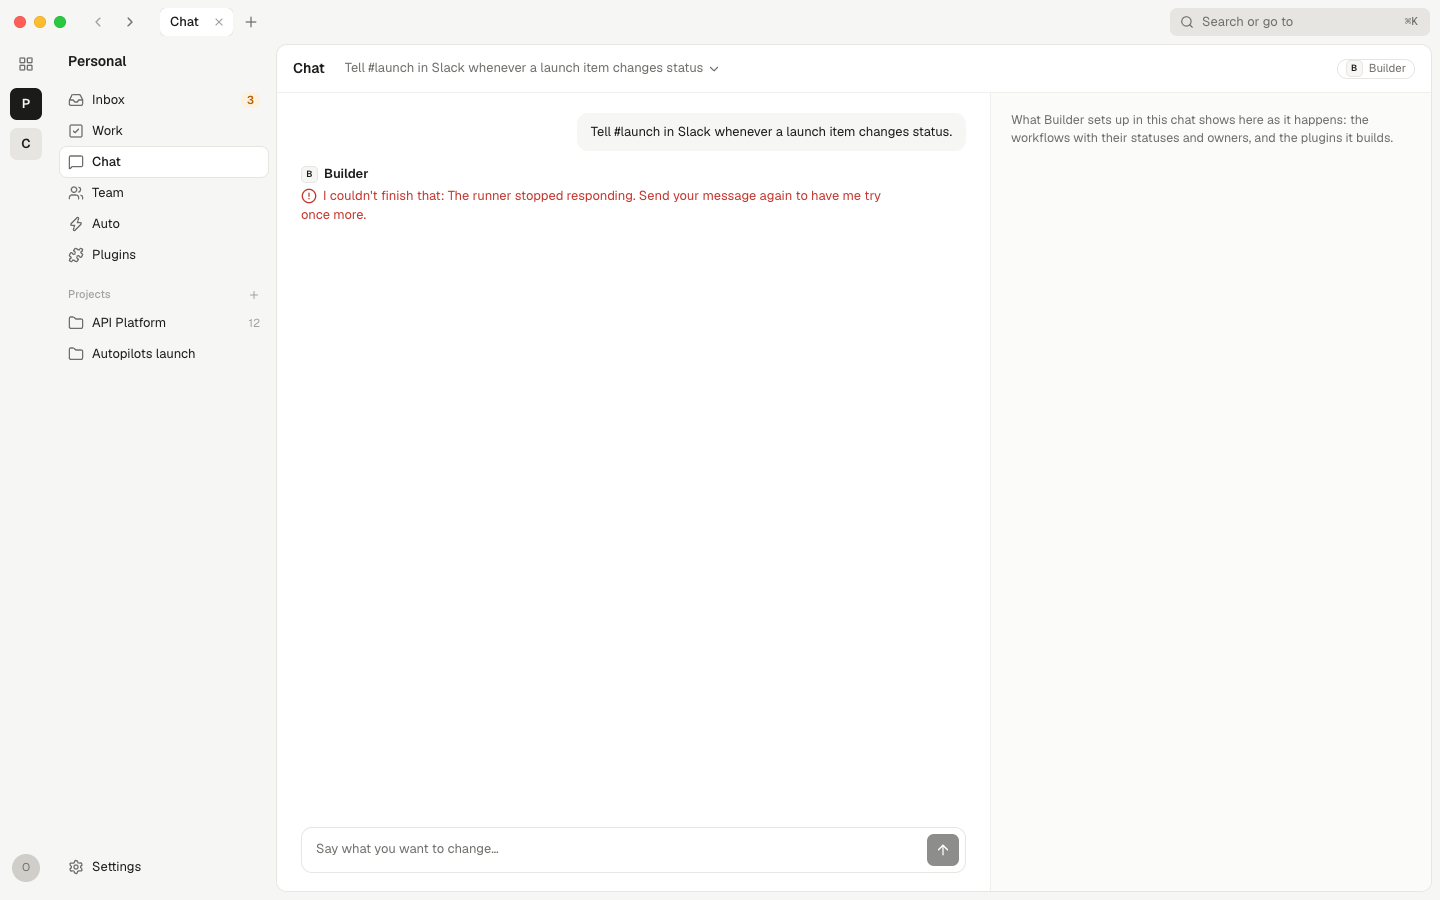 Chat
Search or go to
⌘K
Personal
P
C
Inbox
3
Work
Chat
Team
Auto
Plugins
Projects
API Platform
12
Autopilots launch
O
Settings
Chat
Tell #launch in Slack whenever a launch item changes status
B
Builder
Tell #launch in Slack whenever a launch item changes status.
B
Builder
I couldn't finish that: The runner stopped responding. Send your message again to have me try
once more.
Say what you want to change…
What Builder sets up in this chat shows here as it happens: the
workflows with their statuses and owners, and the plugins it builds.